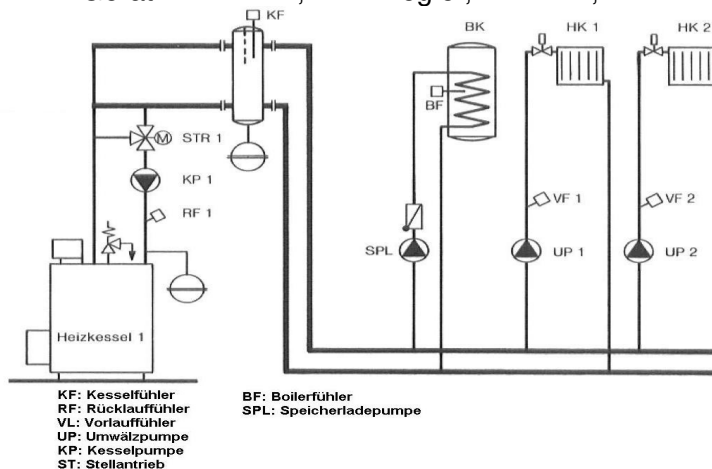 KF
BK
HK 1
HK 2
BF
M
STR 1
KP 1
RF 1
VF 1
VF 2
SPL
UP 1
UP 2
Heizkessel 1
KF: Kesselfühler
RF: Rücklauffühler
VL: Vorlauffühler
UP: Umwälzpumpe
KP: Kesselpumpe
ST: Stellantrieb
BF: Boilerfühler
SPL: Speicherladepumpe